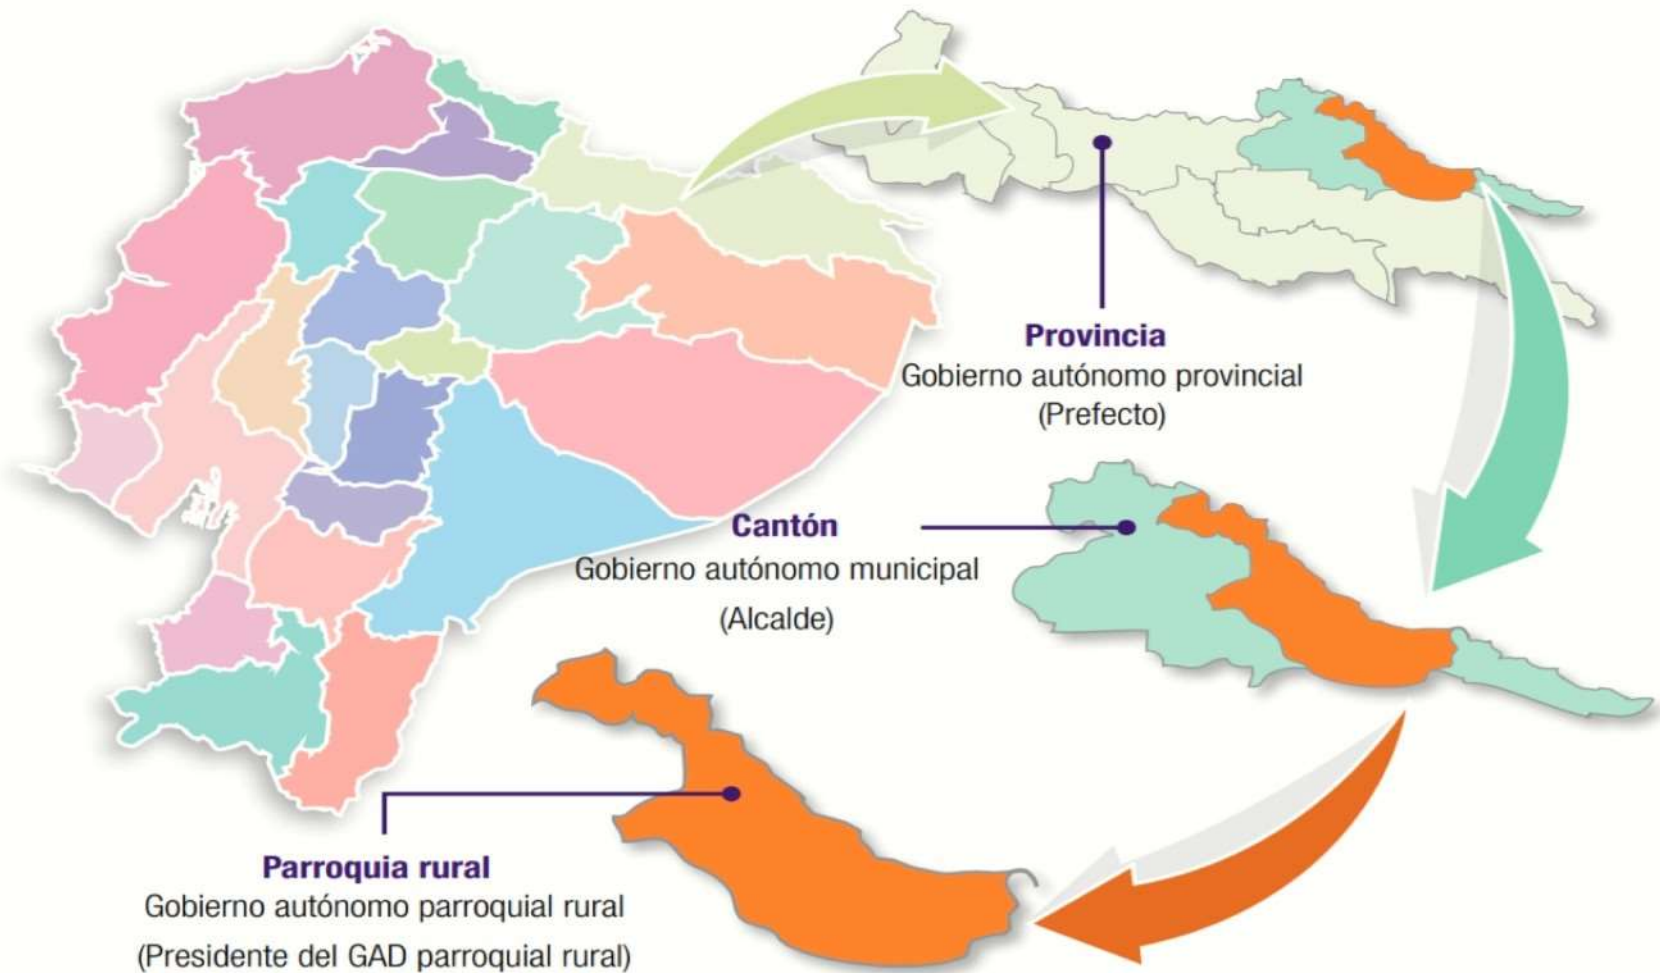 Provincia
Gobierno autónomo provincial
(Prefecto)
Cantón
Gobierno autónomo municipal
(Alcalde)
Parroquia rural
Gobierno autónomo parroquial rural
(Presidente del GAD parroquial rural)